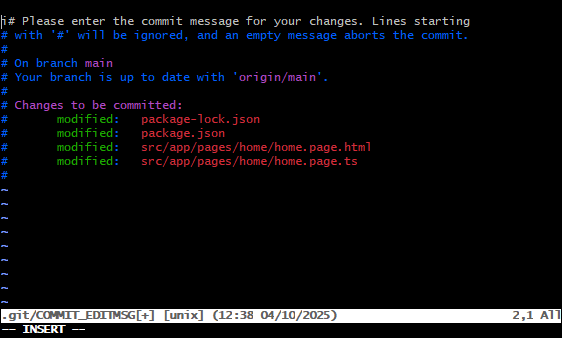 i# Please enter the commit message for your changes. Lines starting
# with '#' will be ignored, and an empty message aborts the commit.
#
# On branch main
# Your branch is up to date with 'origin/main'.
#
# Changes to be committed:
#       modified:   package-lock.json
#       modified:   package.json
#       modified:   src/app/pages/home/home.page.html
#       modified:   src/app/pages/home/home.page.ts
#
~
~
~
~
~
~
~
~
~
.git/COMMIT_EDITMSG[+] [unix] (12:38 04/10/2025) 2,1 All
-- INSERT --